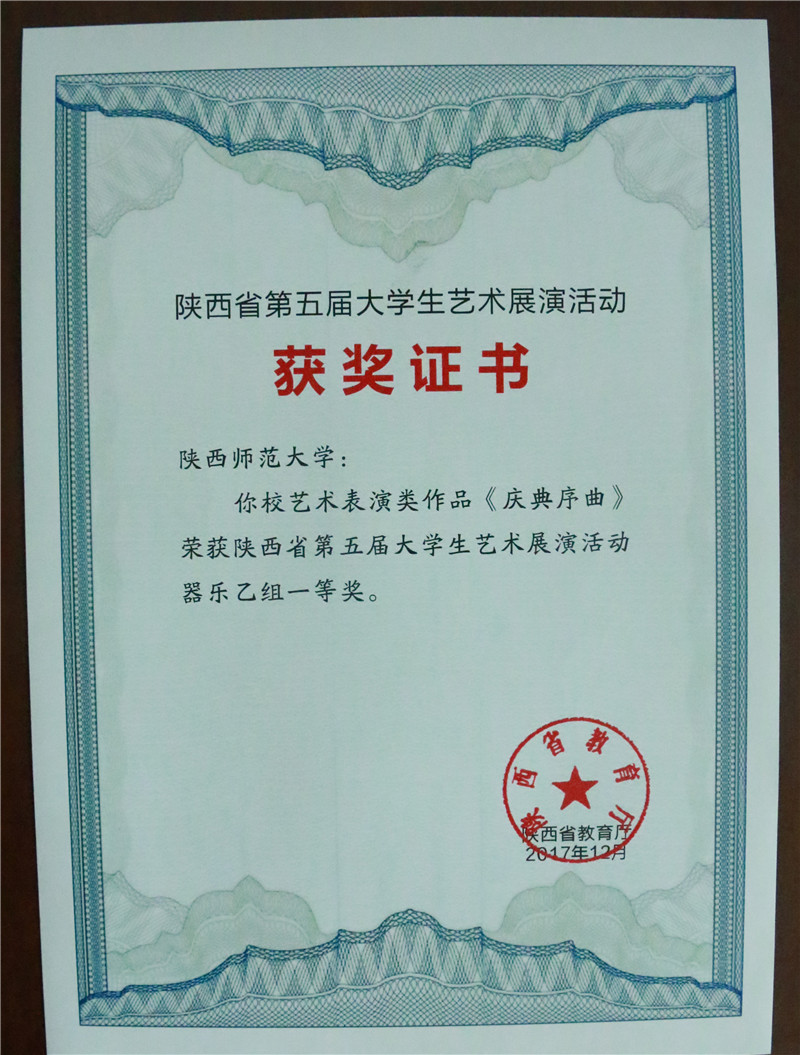 陕西省第五届大学生艺术展演活动
获奖证书
陕西师范大学：
你校艺术表演类作品《庆典序曲》
荣获陕西省第五届大学生艺术展演活动
器乐乙组一等奖。
陕西省教育厅
陕西省教育厅
2017年12月